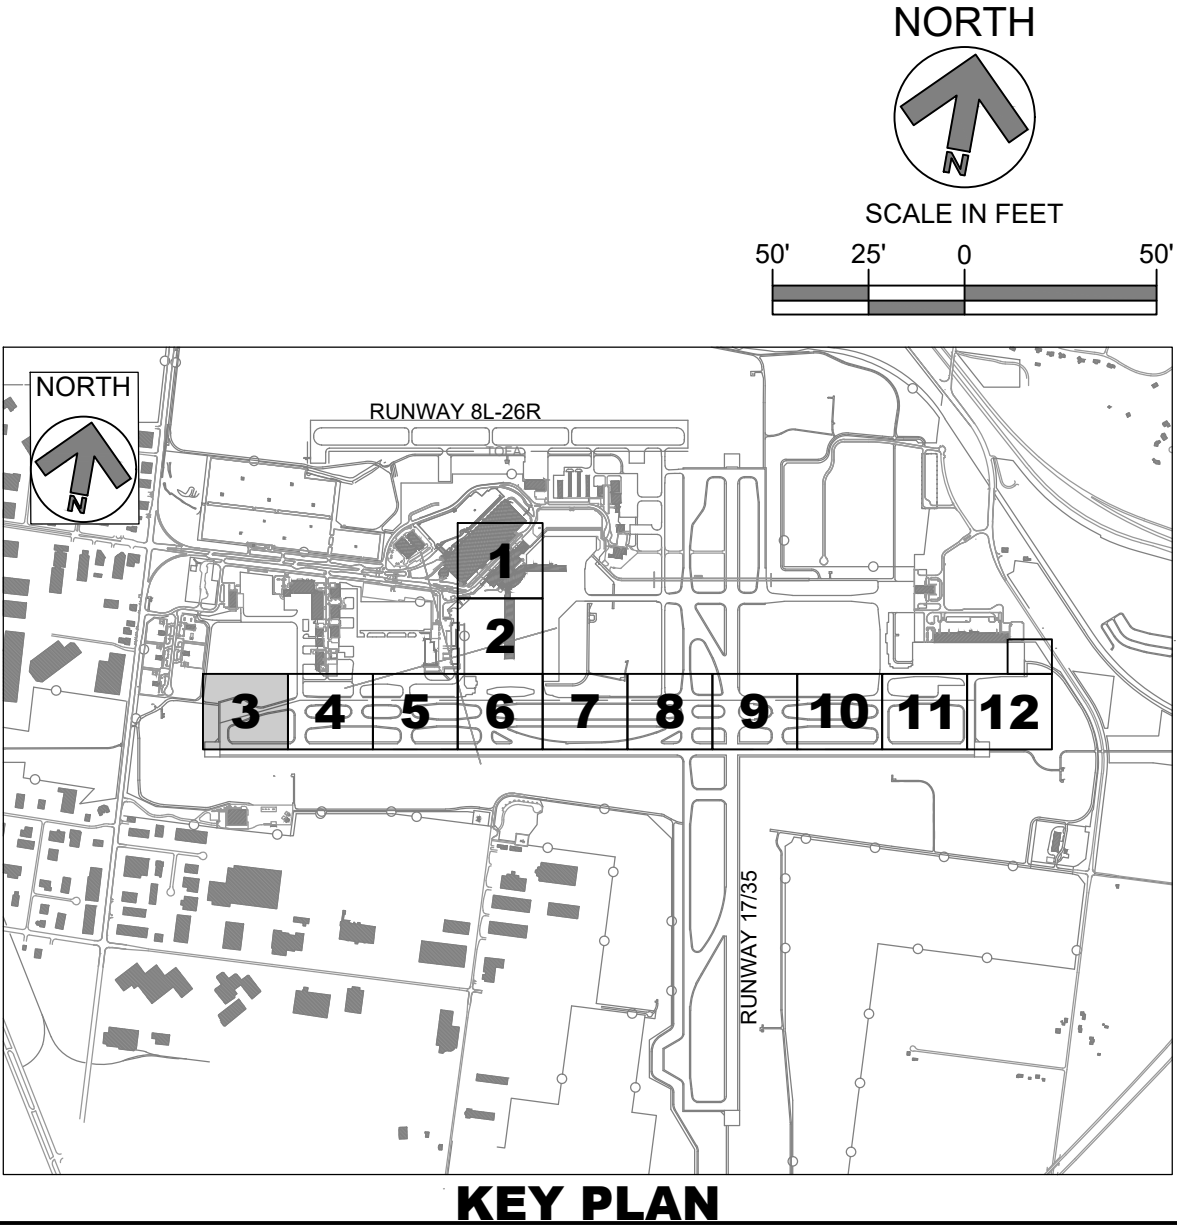 NORTH
N
SCALE IN FEET
50' 25' 0 50'
NORTH
N
RUNWAY 8L-26R
TOFA
1
2
3 4 5 6 7 8 9 10 11 12
RUNWAY 17/35
KEY PLAN